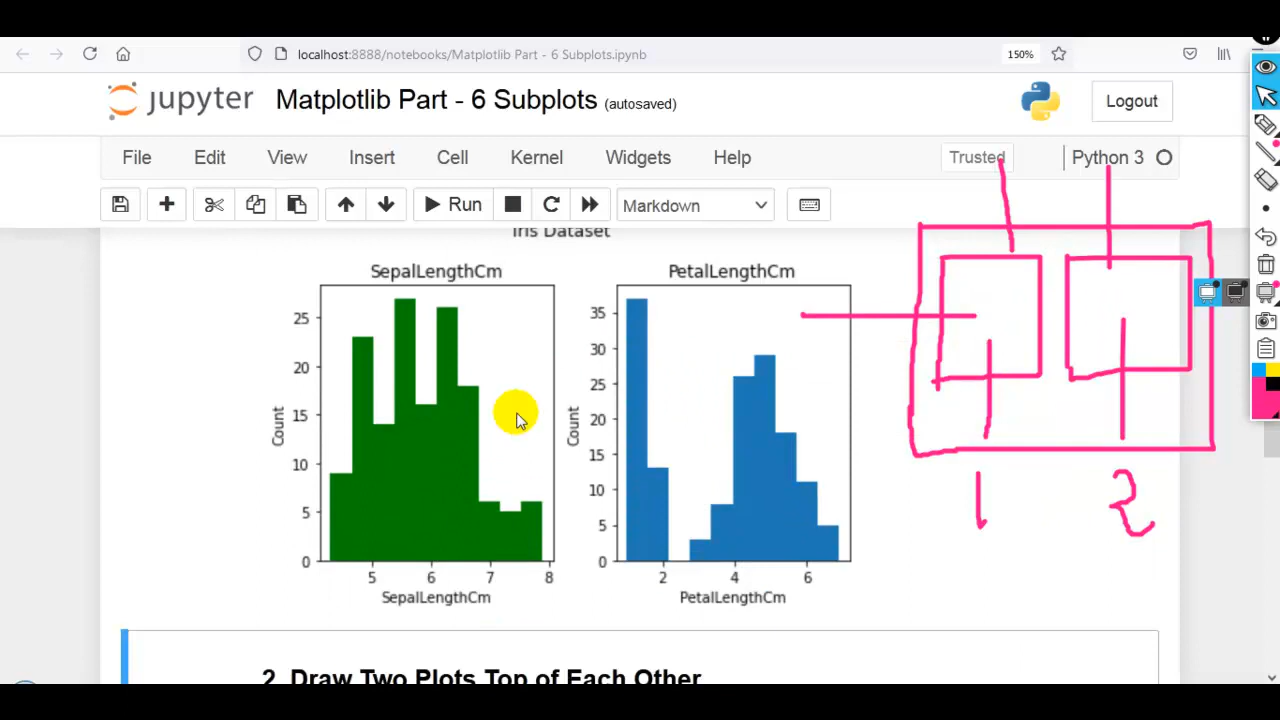 localhost:8888/notebooks/Matplotlib Part - 6 Subplots.ipynb 150%
jupyter Matplotlib Part - 6 Subplots (autosaved) Logout
File Edit View Insert Cell Kernel Widgets Help Trusted Python 3
Run Markdown
Iris Dataset
SepalLengthCm PetalLengthCm
25
20
15
10
5
0
Count
5 6 7 8
SepalLengthCm
35
30
25
20
15
10
5
0
Count
2 4 6
PetalLengthCm
1 2
2. Draw Two Plots Top of Each Other